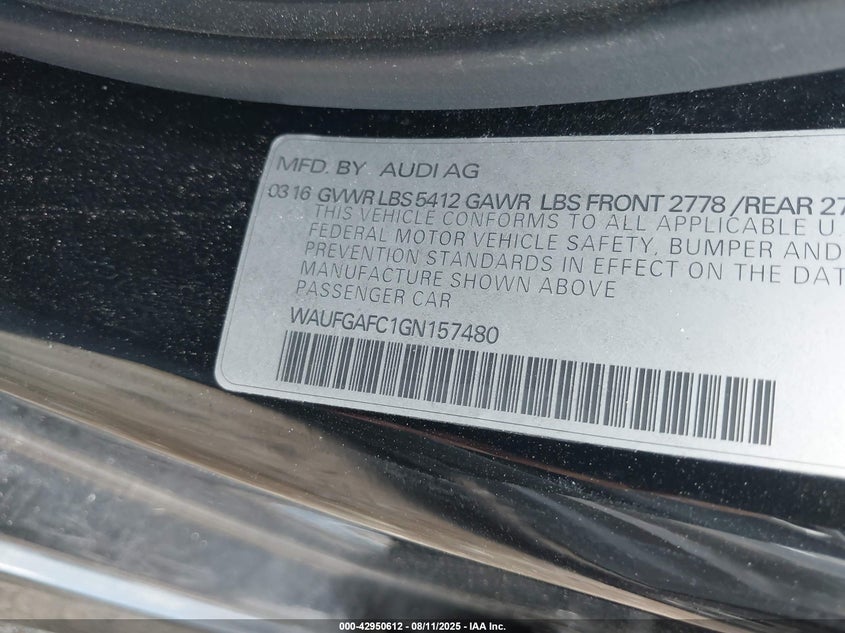 MFD. BY AUDI AG
03 16 GVWR LBS 5412 GAWR LBS FRONT 2778 /REAR 27
THIS VEHICLE CONFORMS TO ALL APPLICABLE U.
FEDERAL MOTOR VEHICLE SAFETY, BUMPER AND
PREVENTION STANDARDS IN EFFECT ON THE DAT
MANUFACTURE SHOWN ABOVE
PASSENGER CAR
WAUFGAFC1GN157480
000-42950612 - 08/11/2025 - IAA Inc.